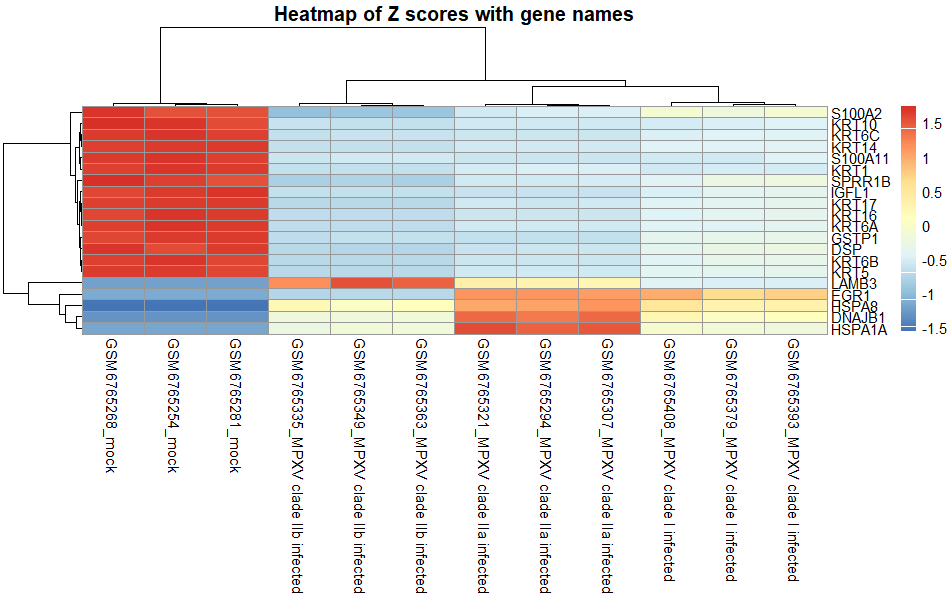 Heatmap of Z scores with gene names
S100A2
KRT10
KRT6C
KRT14
S100A11
KRT1
SPRR1B
IGFL1
KRT17
KRT16
KRT6A
GSTP1
DSP
KRT6B
KRT5
LAMB3
EGR1
HSPA8
DNAJB1
HSPA1A
1.5
1
0.5
0
-0.5
-1
-1.5
GSM6765268_mock
GSM6765254_mock
GSM6765281_mock
GSM6765335_MPXV clade IIb infected
GSM6765349_MPXV clade IIb infected
GSM6765363_MPXV clade IIb infected
GSM6765321_MPXV clade IIa infected
GSM6765294_MPXV clade IIa infected
GSM6765307_MPXV clade IIa infected
GSM6765408_MPXV clade I infected
GSM6765379_MPXV clade I infected
GSM6765393_MPXV clade I infected